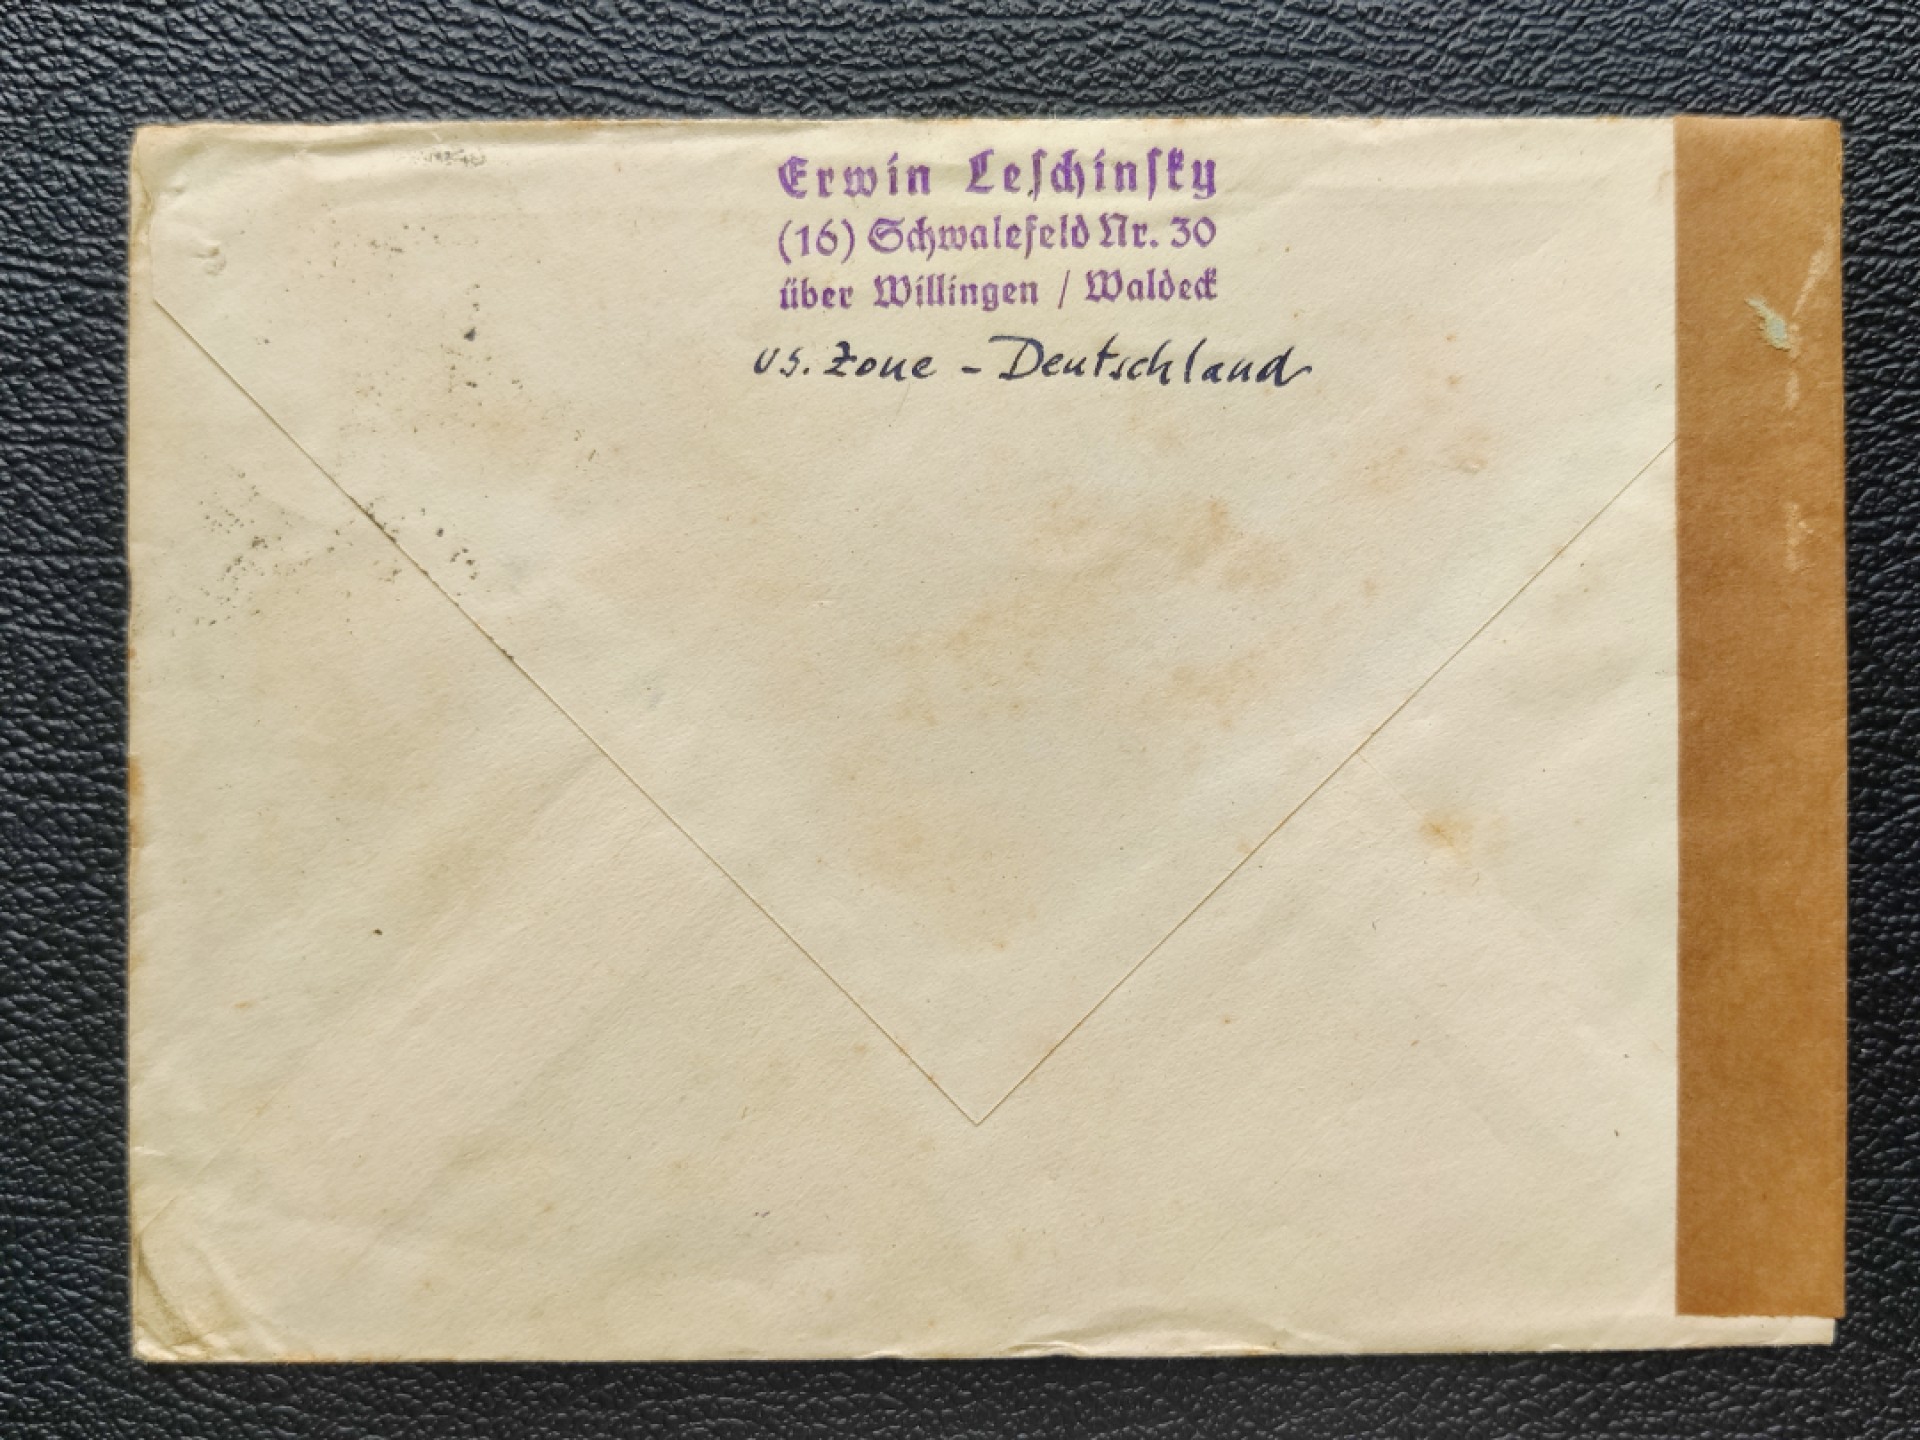 Erwin Leschinsky
(16) Schwalefeld Nr. 30
über Willingen / Waldeck
US. Zone - Deutschland